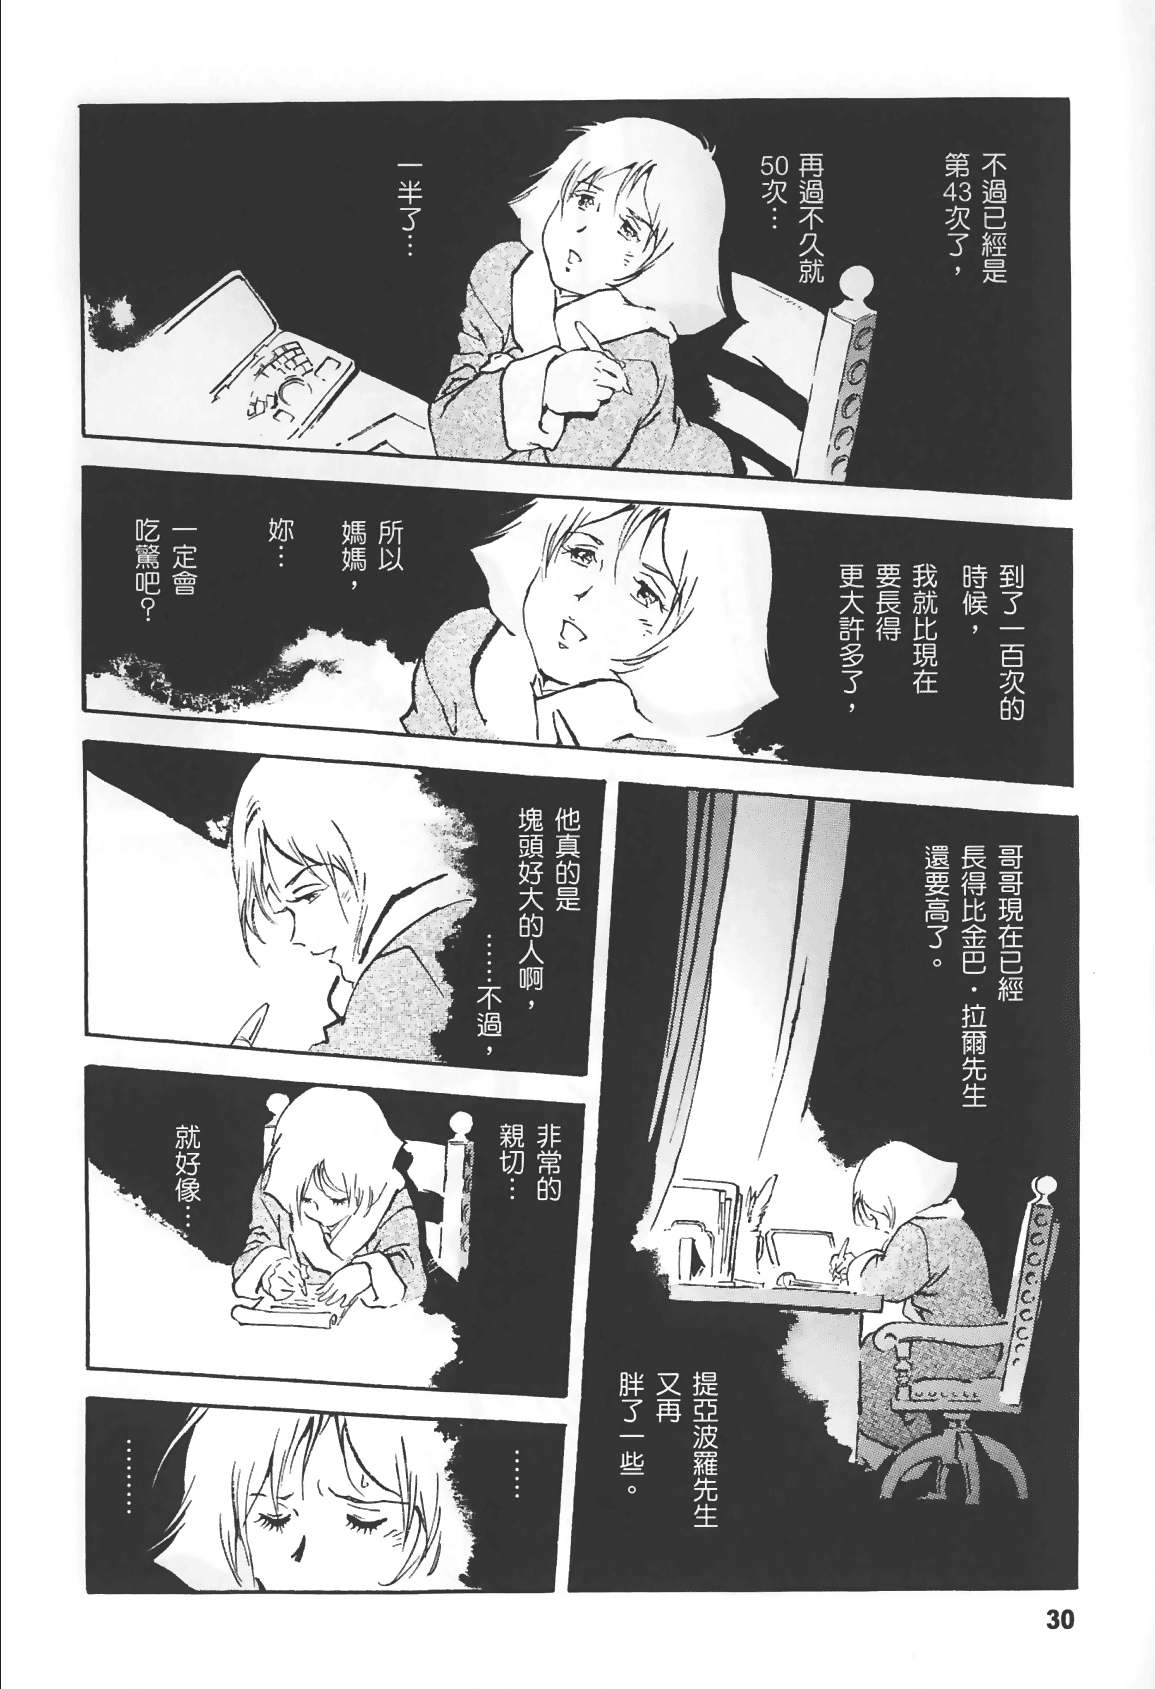 不過已經是
第43次了，
再過不久就
50次…
一半了…
到了一百次的
時候，
我就比現在
要長得
更大許多了，
所以
媽媽，
妳…
一定會
吃驚吧？
哥哥現在已經
長得比金巴・拉爾先生
還要高了。
提亞波羅先生
又再
胖了一些。
他真的是
塊頭好大的人啊，
……不過，
非常的
親切…
就好像…
……
………
30